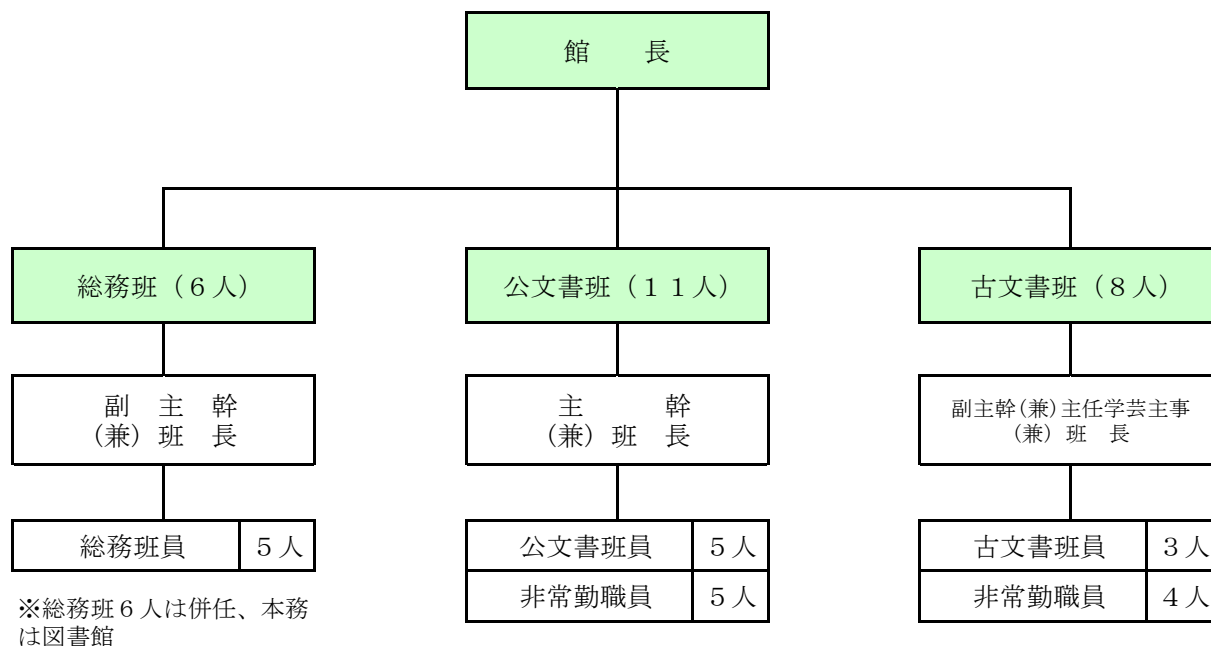 館　　長
総務班（６人）
公文書班（１１人）
古文書班（８人）
副　主　幹
(兼) 班　長
主　　　幹
(兼) 班　長
副主幹(兼)主任学芸主事
(兼) 班　長
総務班員　５人
公文書班員　５人
非常勤職員　５人
古文書班員　３人
非常勤職員　４人
※総務班６人は併任、本務
は図書館